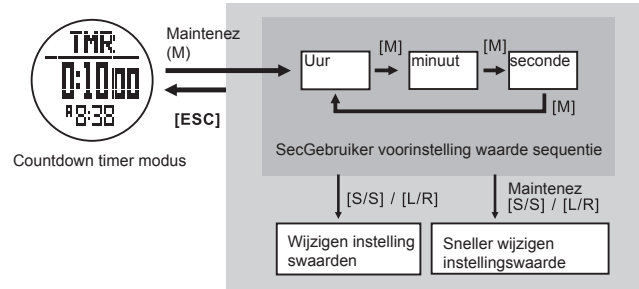 TMR
0:10 00
A 8:38
Countdown timer modus
Maintenez
(M)
[ESC]
Uur
[M]
minuut
[M]
seconde
[M]
SecGebruiker voorinstelling waarde sequentie
[S/S] / [L/R]
Maintenez
[S/S] / [L/R]
Wijzigen instelling
swaarden
Sneller wijzigen
instellingswaarde